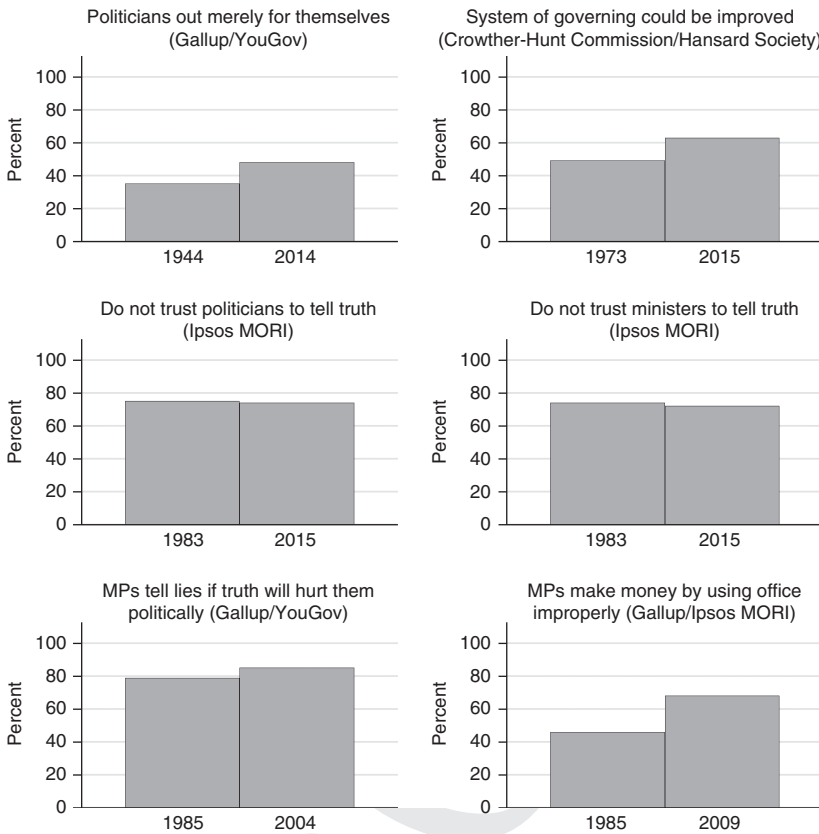 Politicians out merely for themselves
(Gallup/YouGov)
100
80
60
40
20
0
Percent
1944 2014
System of governing could be improved
(Crowther-Hunt Commission/Hansard Society)
100
80
60
40
20
0
Percent
1973 2015
Do not trust politicians to tell truth
(Ipsos MORI)
100
80
60
40
20
0
Percent
1983 2015
Do not trust ministers to tell truth
(Ipsos MORI)
100
80
60
40
20
0
Percent
1983 2015
MPs tell lies if truth will hurt them
politically (Gallup/YouGov)
100
80
60
40
20
0
Percent
1985 2004
MPs make money by using office
improperly (Gallup/Ipsos MORI)
100
80
60
40
20
0
Percent
1985 2009